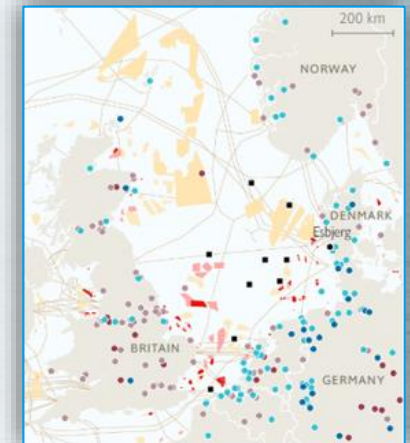 200 km
NORWAY
DENMARK
Esbjerg
BRITAIN
GERMANY